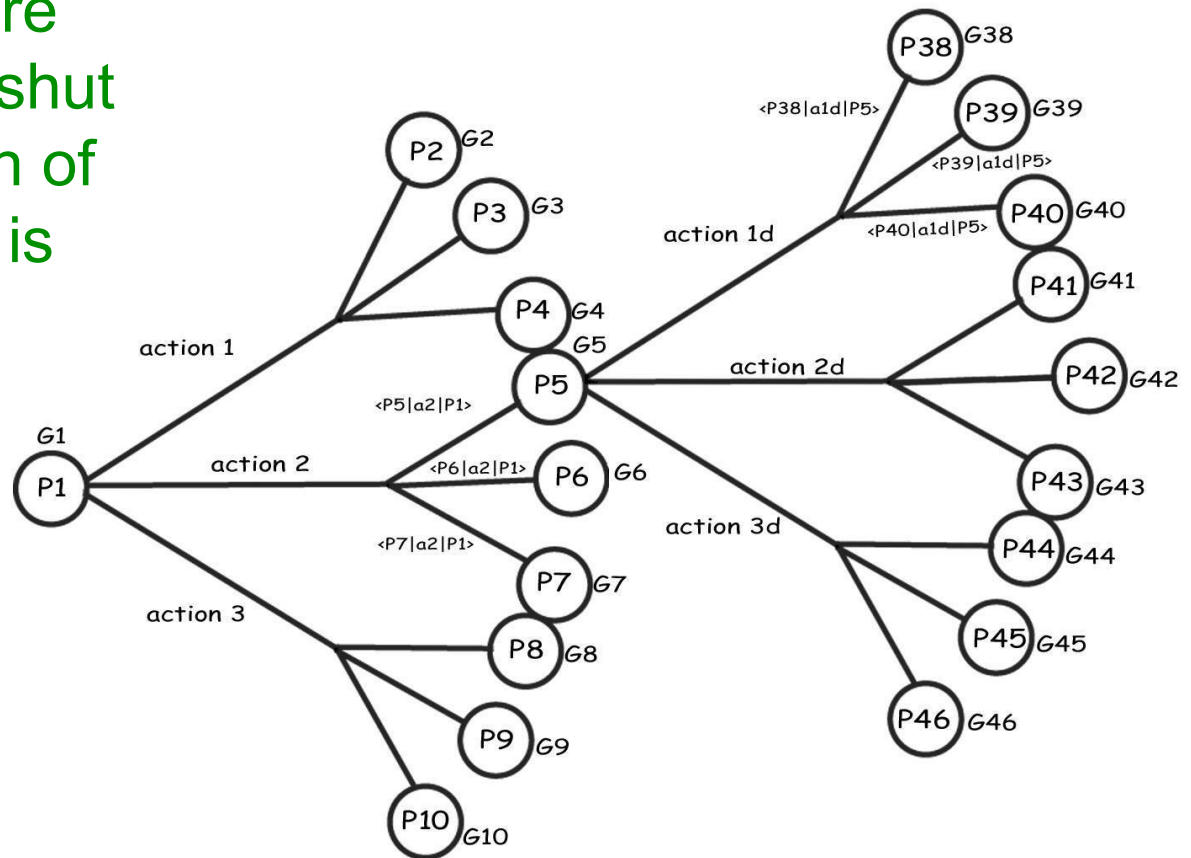 re
shut
n of
is
P38 G38
<P38|a1d|P5>
P39 G39
<P39|a1d|P5>
P40 G40
<P40|a1d|P5>
action 1d
P2 G2
P3 G3
P4 G4
action 1
G5
P5
<P5|a2|P1>
P41 G41
action 2d
P42 G42
G1
P1
action 2
<P6|a2|P1>
P6 G6
P43 G43
action 3d
<P7|a2|P1>
P7 G7
P44 G44
action 3
P8 G8
P45 G45
P9 G9
P46 G46
P10 G10